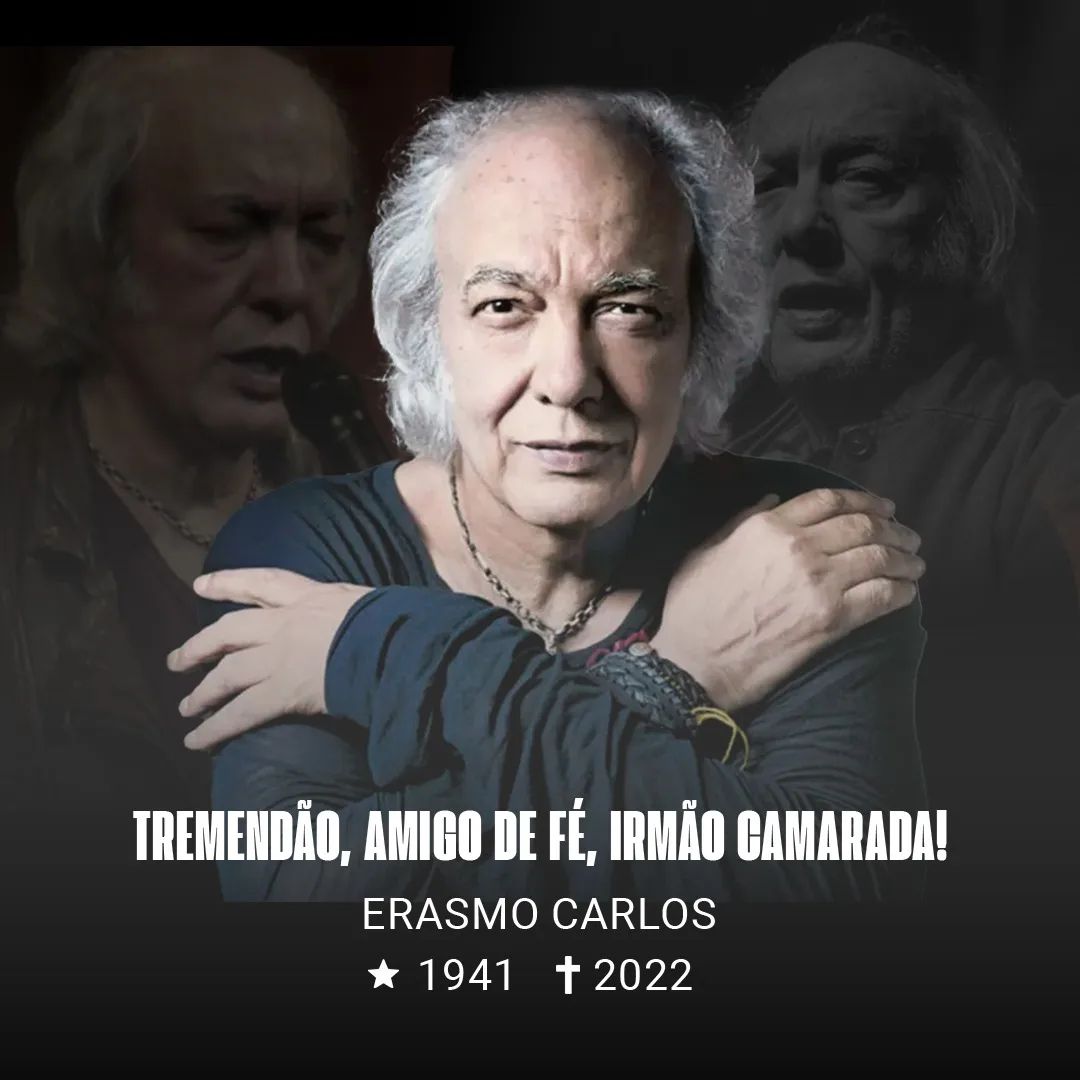 TREMENDÃO, AMIGO DE FÉ, IRMÃO CAMARADA!
ERASMO CARLOS
★ 1941 ✝ 2022